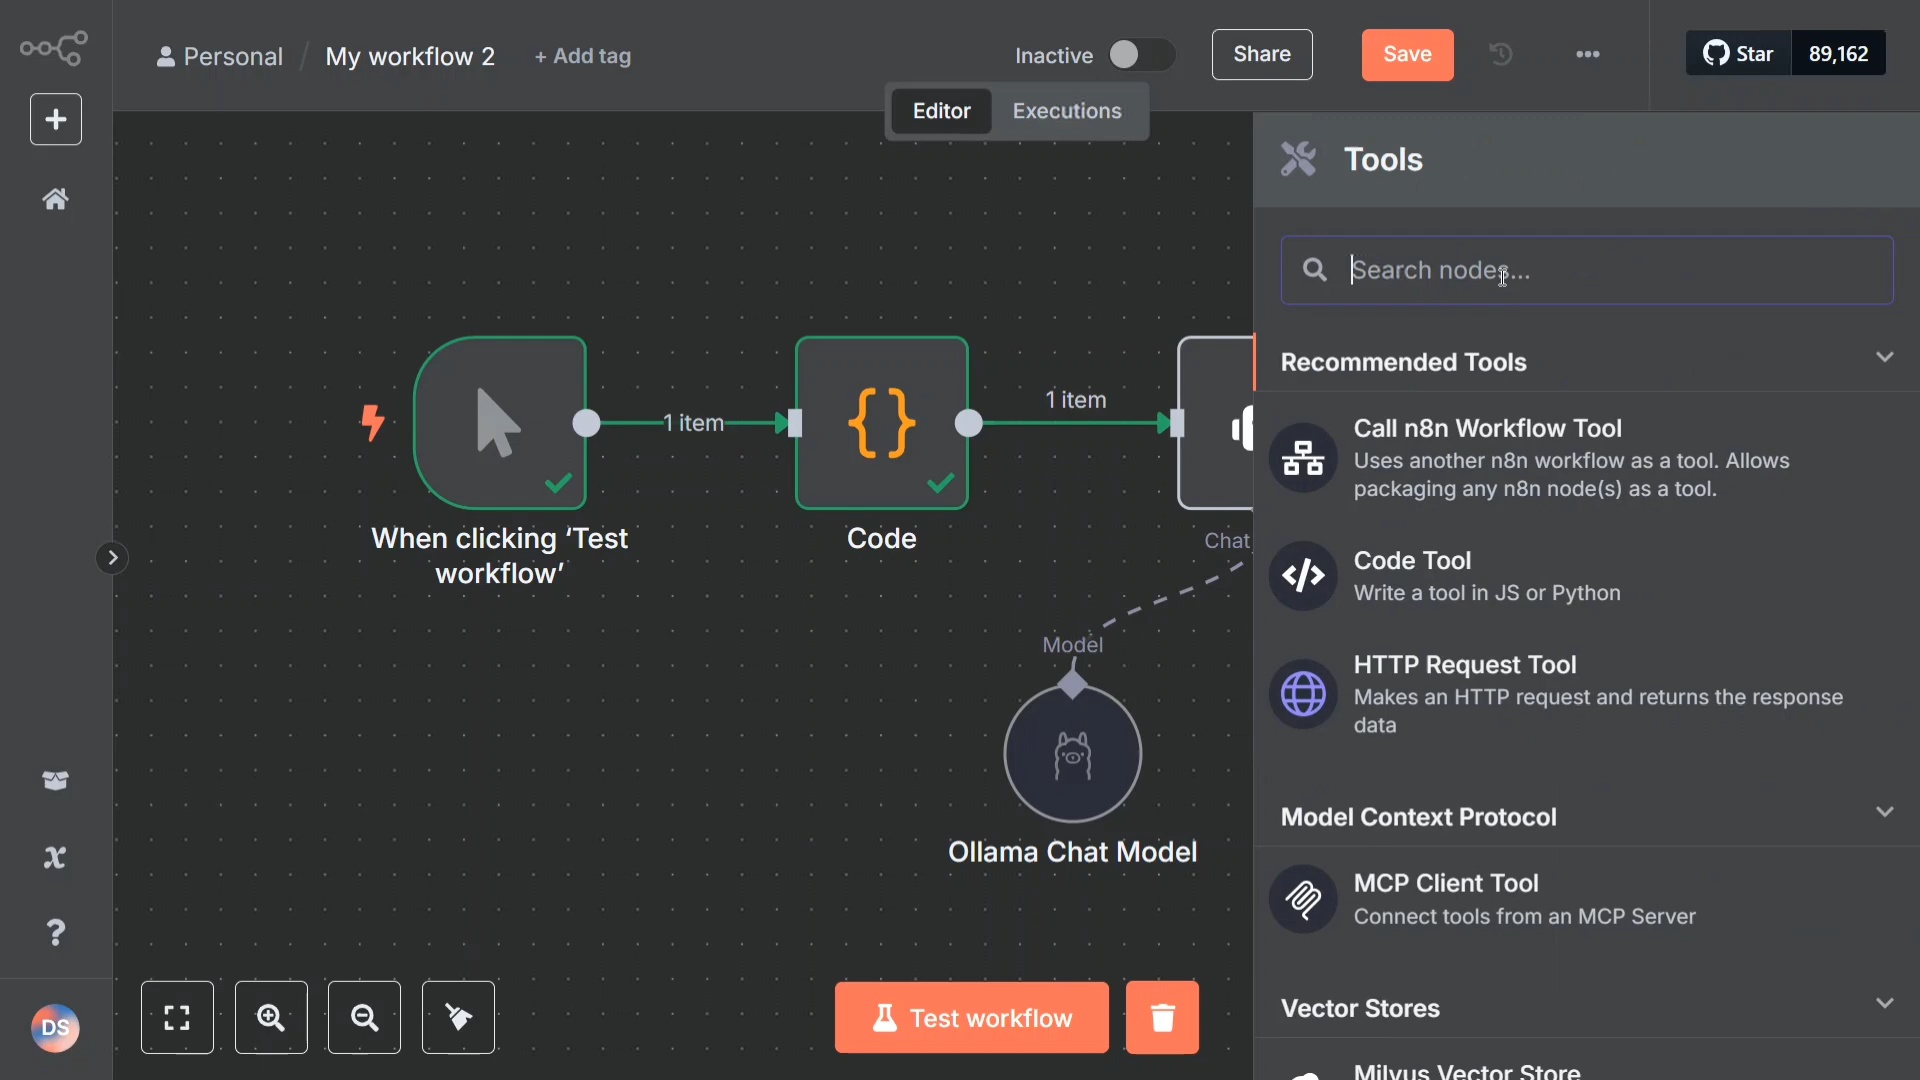 Personal / My workflow 2 + Add tag
Inactive
Share
Save
Star 89,162
Editor Executions
Tools
Search nodes...
Recommended Tools
Call n8n Workflow Tool
Uses another n8n workflow as a tool. Allows
packaging any n8n node(s) as a tool.
Code Tool
Write a tool in JS or Python
HTTP Request Tool
Makes an HTTP request and returns the response
data
Model Context Protocol
MCP Client Tool
Connect tools from an MCP Server
Vector Stores
Milvus Vector Store
1 item
1 item
When clicking ‘Test
workflow’
Code
Chat
Model
Ollama Chat Model
Test workflow
DS